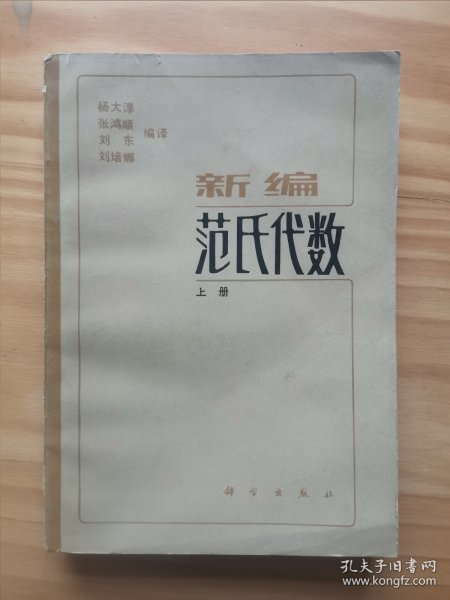 杨大淳
张鸿顺
刘东
刘培娜
编译
新编
范氏代数
上册
科学出版社
孔夫子旧书网
www.kongfz.com